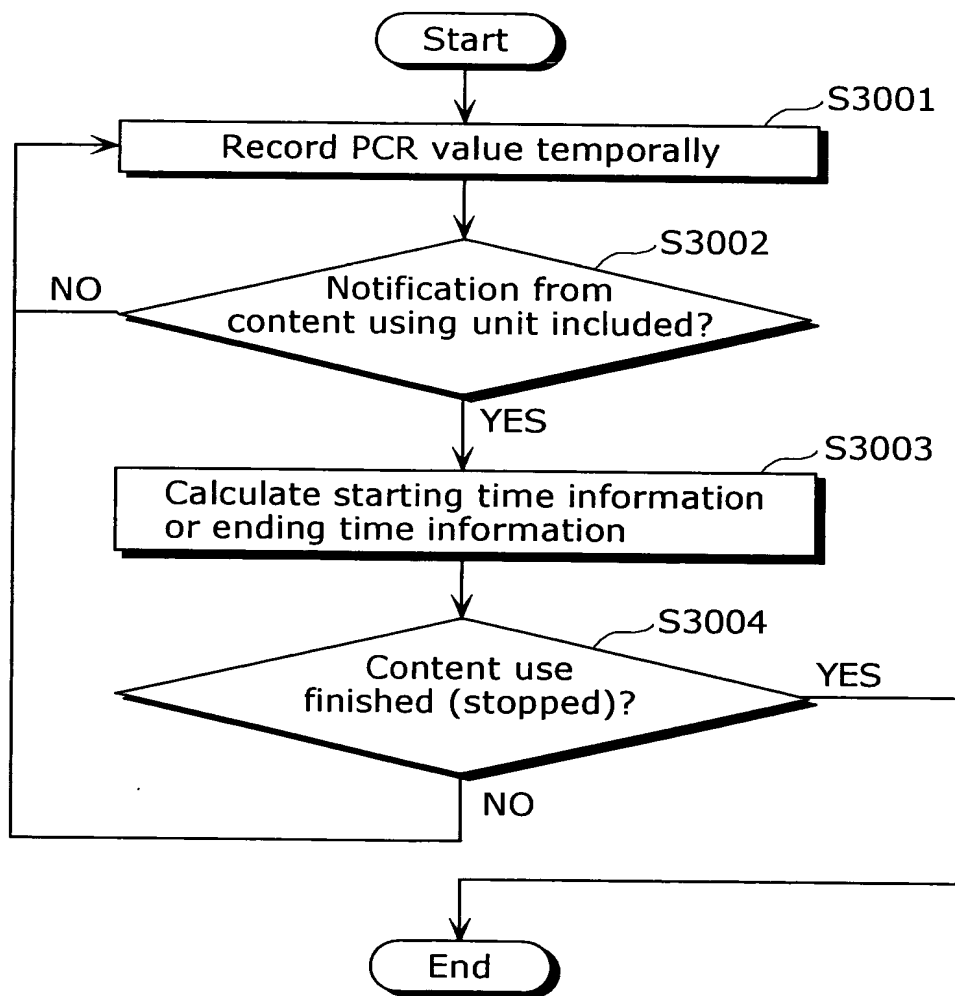 Start
S3001
Record PCR value temporally
S3002
NO
Notification from
content using unit included?
YES
S3003
Calculate starting time information
or ending time information
S3004
Content use
finished (stopped)?
YES
NO
End